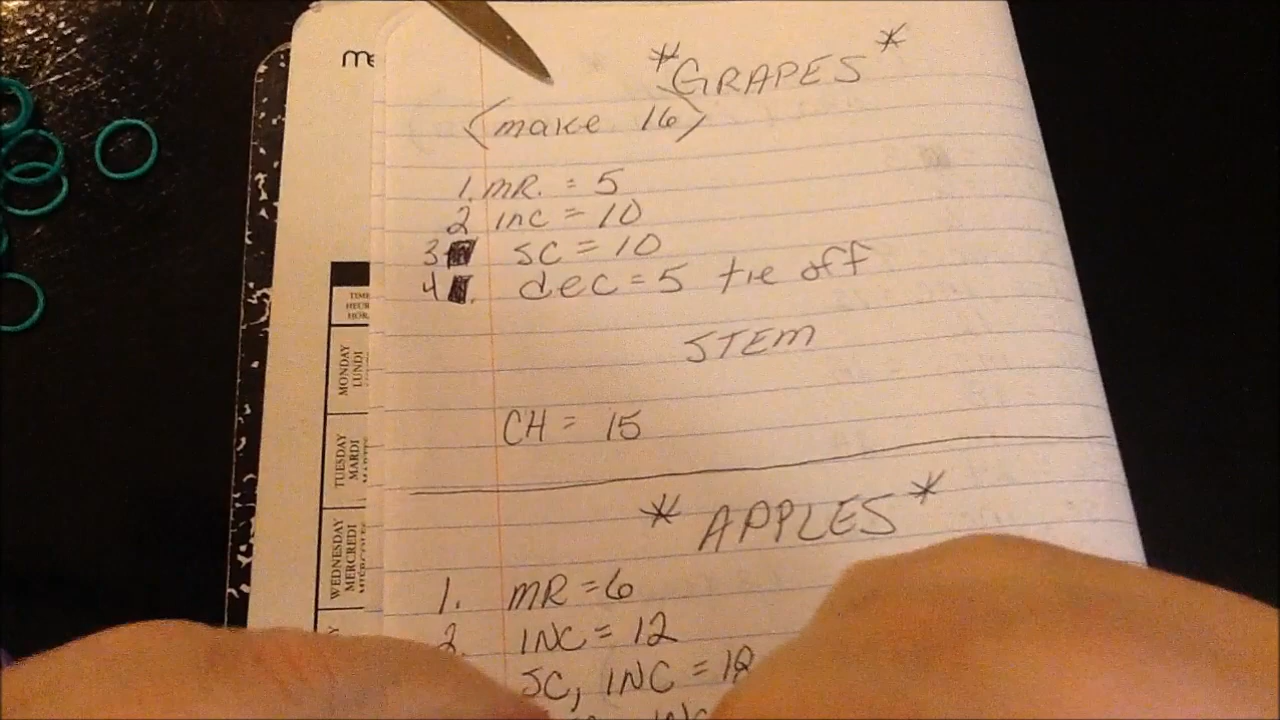 *GRAPES*
<make 16>
1. MR. = 5
2 inc = 10
3 SC = 10
4. dec = 5 tie off
STEM
CH = 15
*APPLES*
1. MR = 6
2. INC = 12
SC, INC = 18
INC
MONDAY
LUNDI
TUESDAY
MARDI
WEDNESDAY
MERCREDI